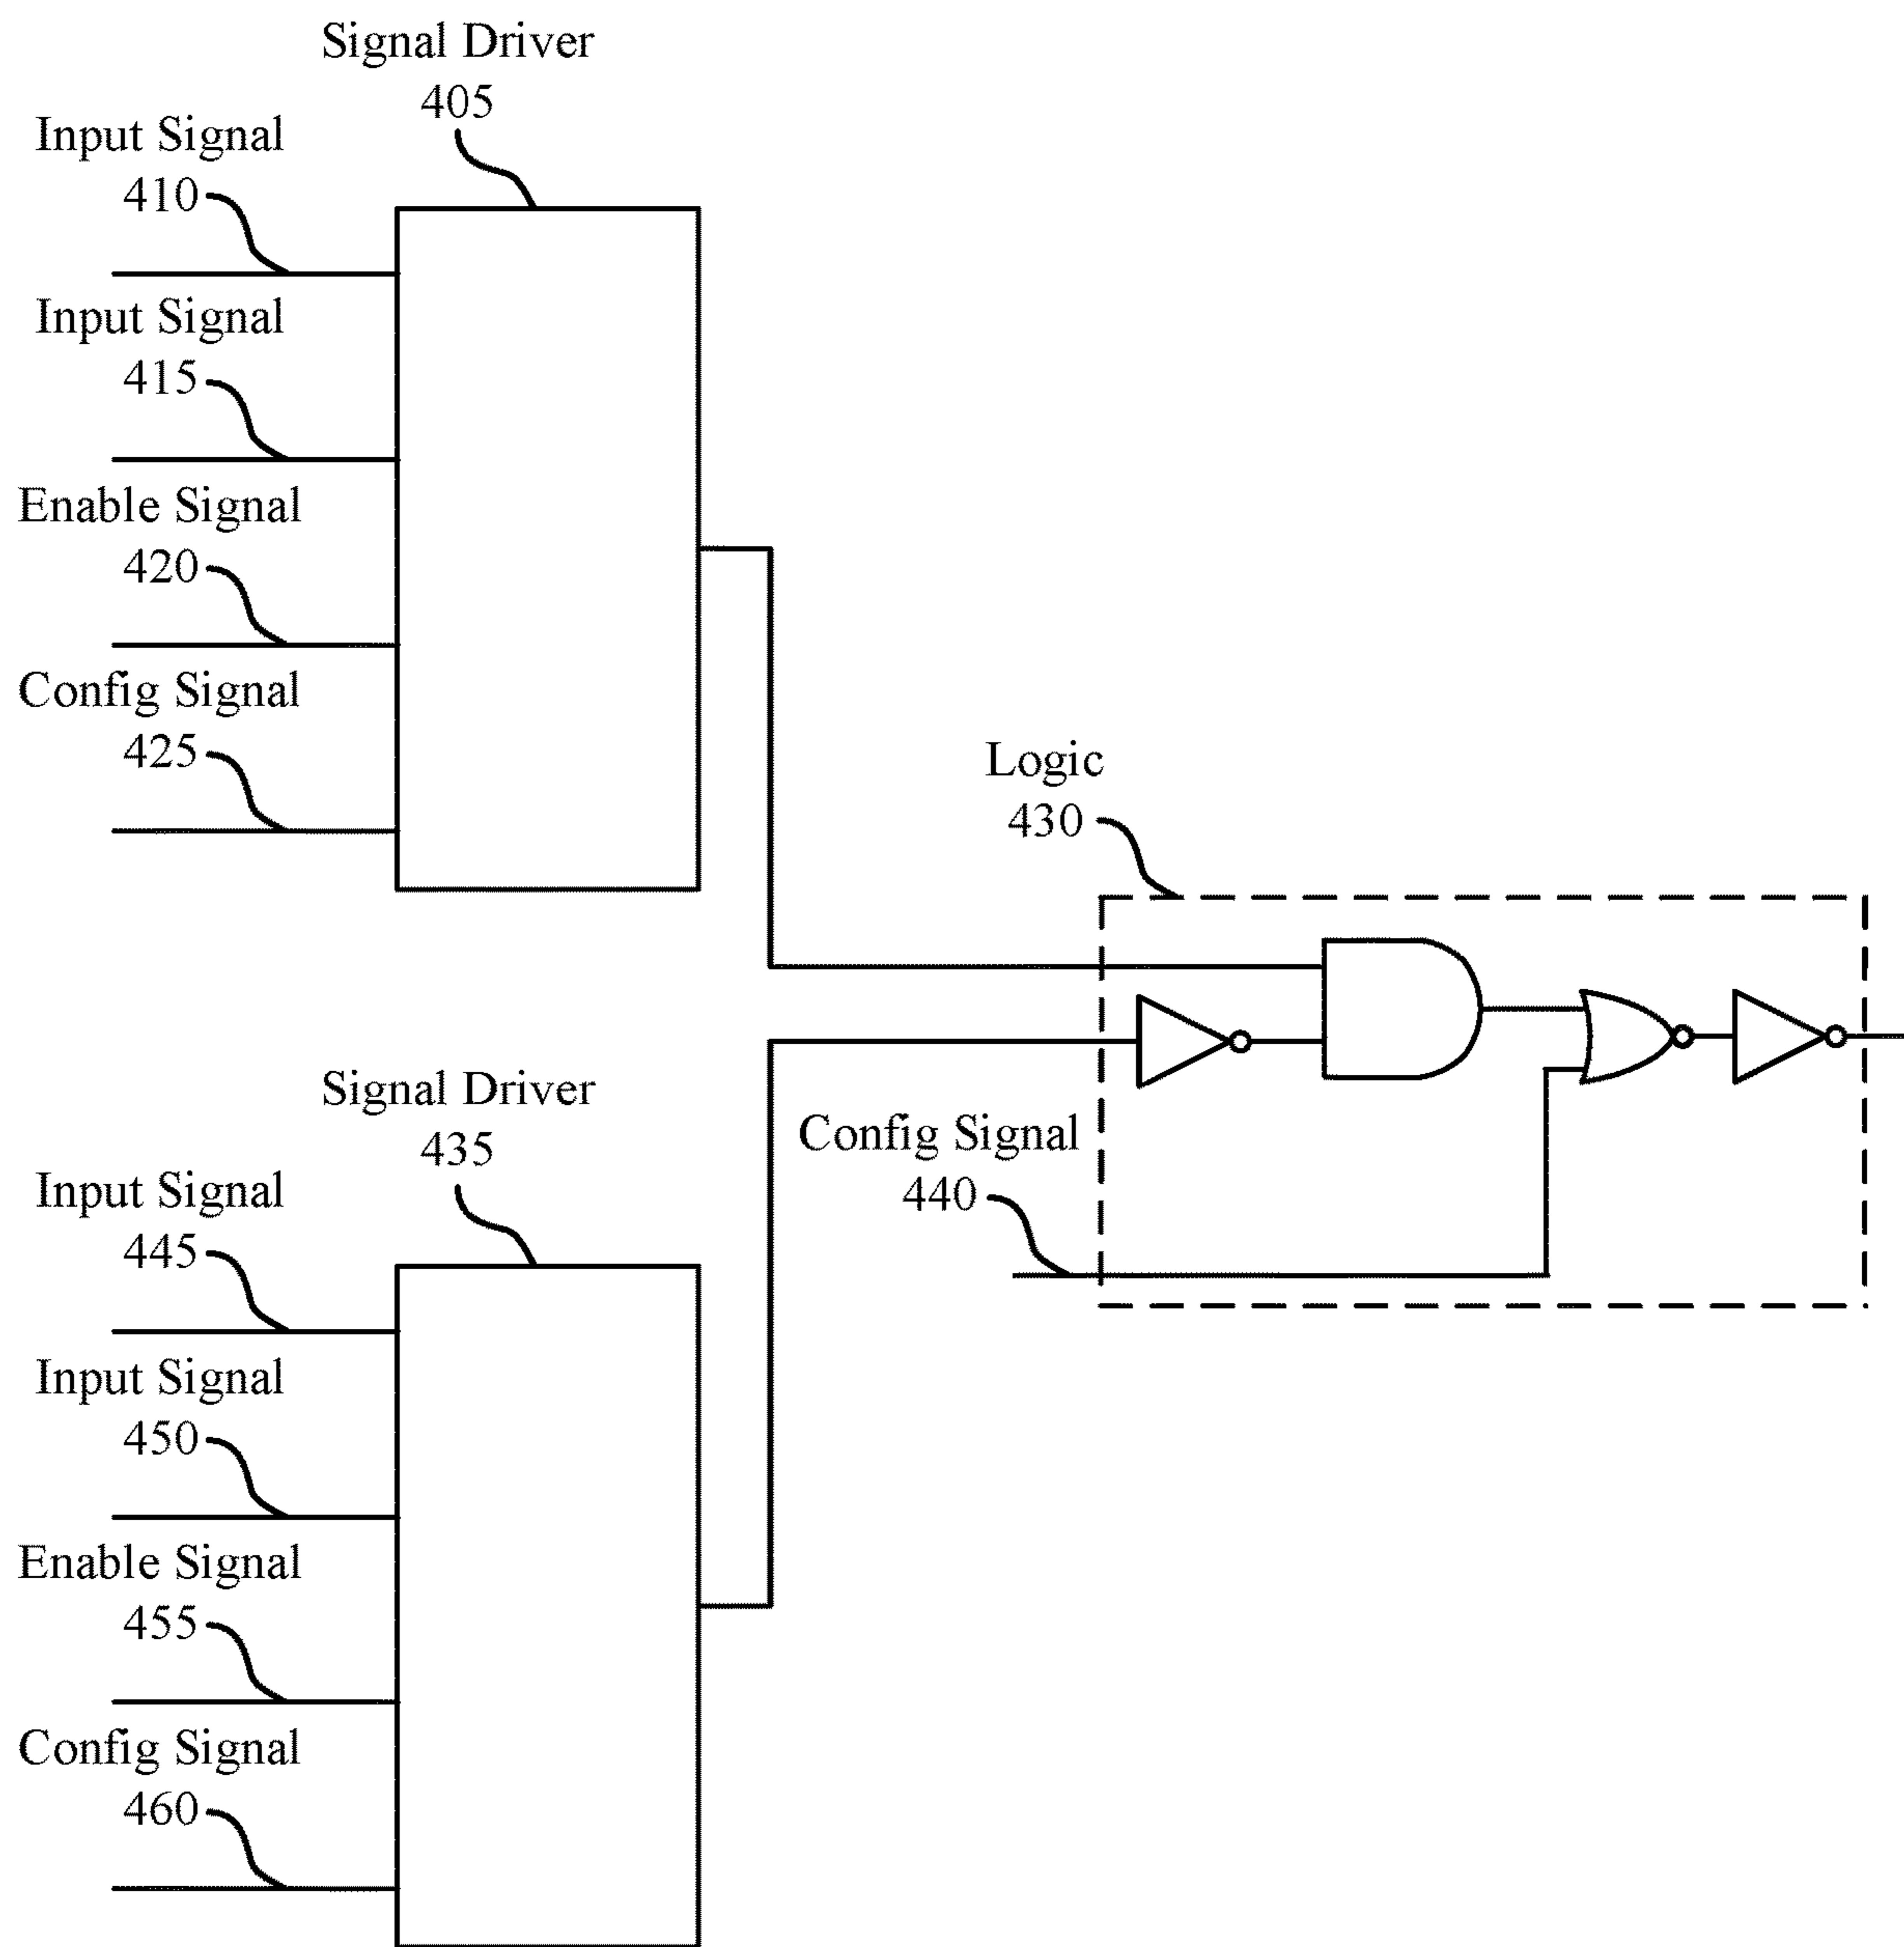 Signal Driver
405
Input Signal
410
Input Signal
415
Enable Signal
420
Config Signal
425
Logic
430
Signal Driver
435
Config Signal
440
Input Signal
445
Input Signal
450
Enable Signal
455
Config Signal
460